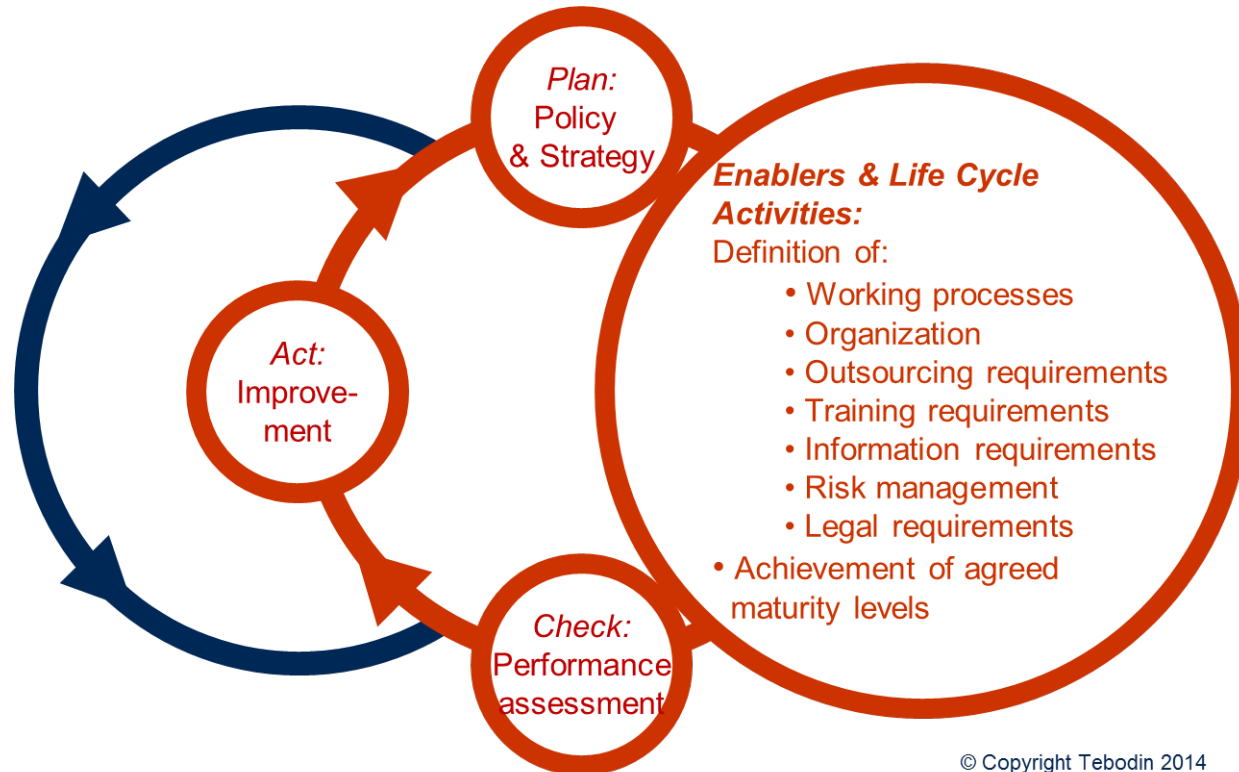 Plan:
Policy
& Strategy
Enablers & Life Cycle
Activities:
Definition of:
• Working processes
• Organization
• Outsourcing requirements
• Training requirements
• Information requirements
• Risk management
• Legal requirements
• Achievement of agreed
maturity levels
Act:
Improve-
ment
Check:
Performance
assessment
© Copyright Tebodin 2014